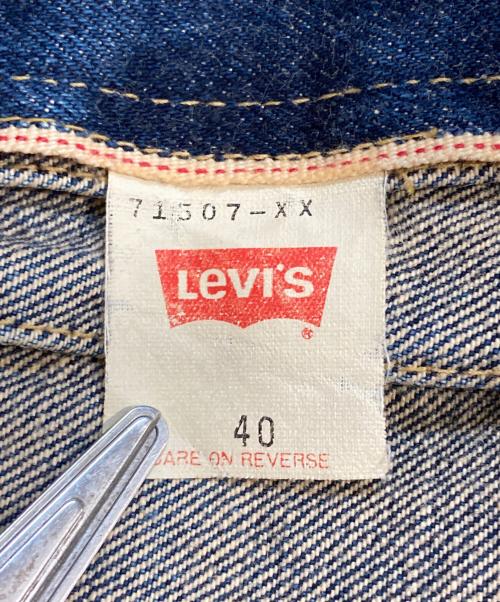 71507-XX
Levi's
®
40
CARE ON REVERSE